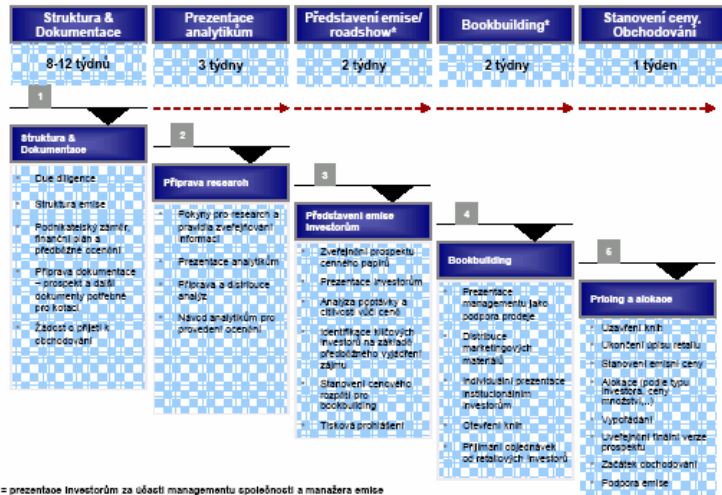 Struktura &
Dokumentace
8-12 týdnů
Prezentace
analytikům
3 týdny
Představení emise/
roadshow*
2 týdny
Bookbuilding*
2 týdny
Stanovení ceny,
Obchodování
1 týden
1
Struktura &
Dokumentace
Due diligence
Struktura emise
Podnikatelský záměr,
finanční plán a
předběžné ocenění
Příprava dokumentace
– prospekt a další
dokumenty potřebné
pro kotaci
Žádost o přijetí k
obchodování
2
Příprava research
Pokyny pro research a
pravidla zveřejňování
informací
Prezentace analytikům
Příprava a distribuce
analýz
Návod analytikům pro
provedení ocenění
3
Představení emise
investorům
Zveřejnění prospektu
cenného papíru
Prezentace investorům
Analýza poptávky a
citlivosti vůči ceně
Identifikace klíčových
investorů na základě
předběžného vyjádření
zájmu
Stanovení cenového
rozpětí pro
bookbuilding
Tisková prohlášení
4
Bookbuilding
Prezentace
managementu jako
podpora prodeje
Distribuce
marketingových
materiálů
Individuální prezentace
institucionálním
investorům
Otevření knih
Přijímání objednávek
od retailových investorů
5
Pricing a alokace
Uzavření knih
Ukončení úpisu retailu
Stanovení emisní ceny
Alokace (podle typu
investora, ceny
množství,..)
Vypořádání
Uveřejnění finální verze
prospektu
Začátek obchodování
Podpora emise
= prezentace investorům za účasti managementu společnosti a manažera emise